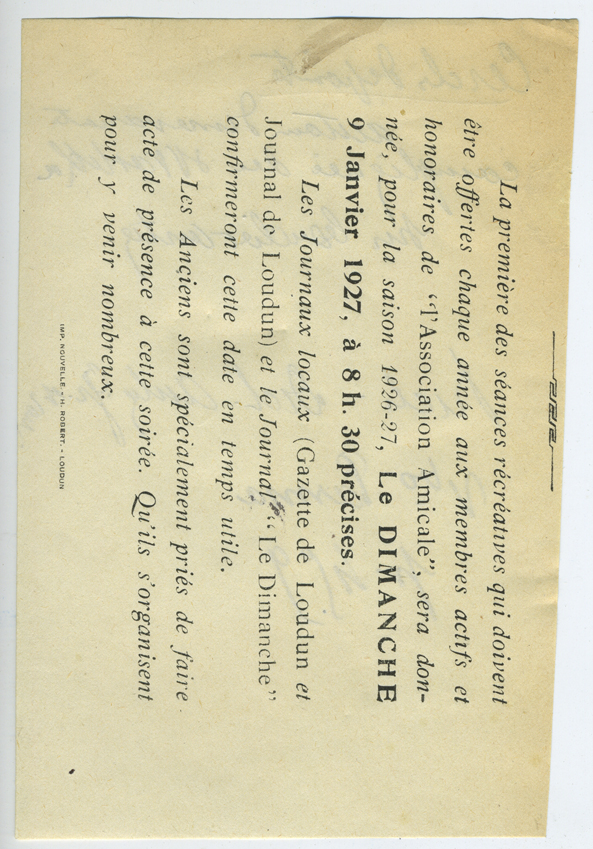 La première des séances récréatives qui doivent
être offertes chaque année aux membres actifs et
honoraires de "l'Association Amicale", sera don-
née, pour la saison 1926-27, Le DIMANCHE
9 Janvier 1927, à 8 h. 30 précises.
Les Journaux locaux (Gazette de Loudun et
Journal de Loudun) et le Journal "Le Dimanche"
confirmeront cette date en temps utile.
Les Anciens sont spécialement priés de faire
acte de présence à cette soirée. Qu'ils s'organisent
pour y venir nombreux.
IMP. NOUVELLE. - H. ROBERT. - LOUDUN